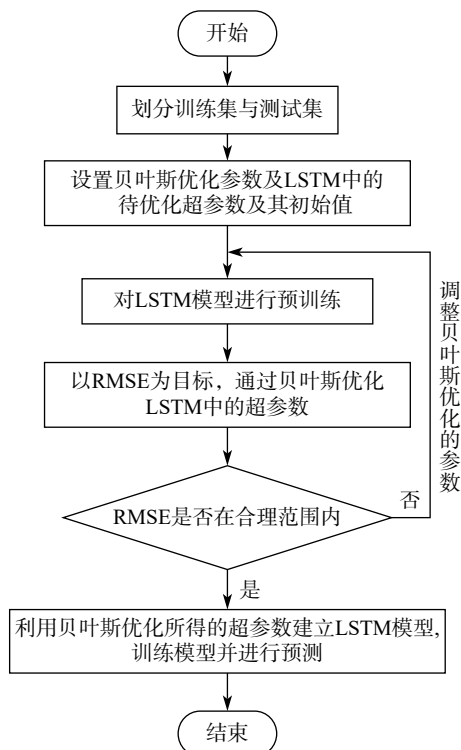 开始
划分训练集与测试集
设置贝叶斯优化参数及LSTM中的
待优化超参数及其初始值
对LSTM模型进行预训练
以RMSE为目标，通过贝叶斯优化
LSTM中的超参数
调整贝叶斯优化的参数
RMSE是否在合理范围内
否
是
利用贝叶斯优化所得的超参数建立LSTM模型,
训练模型并进行预测
结束